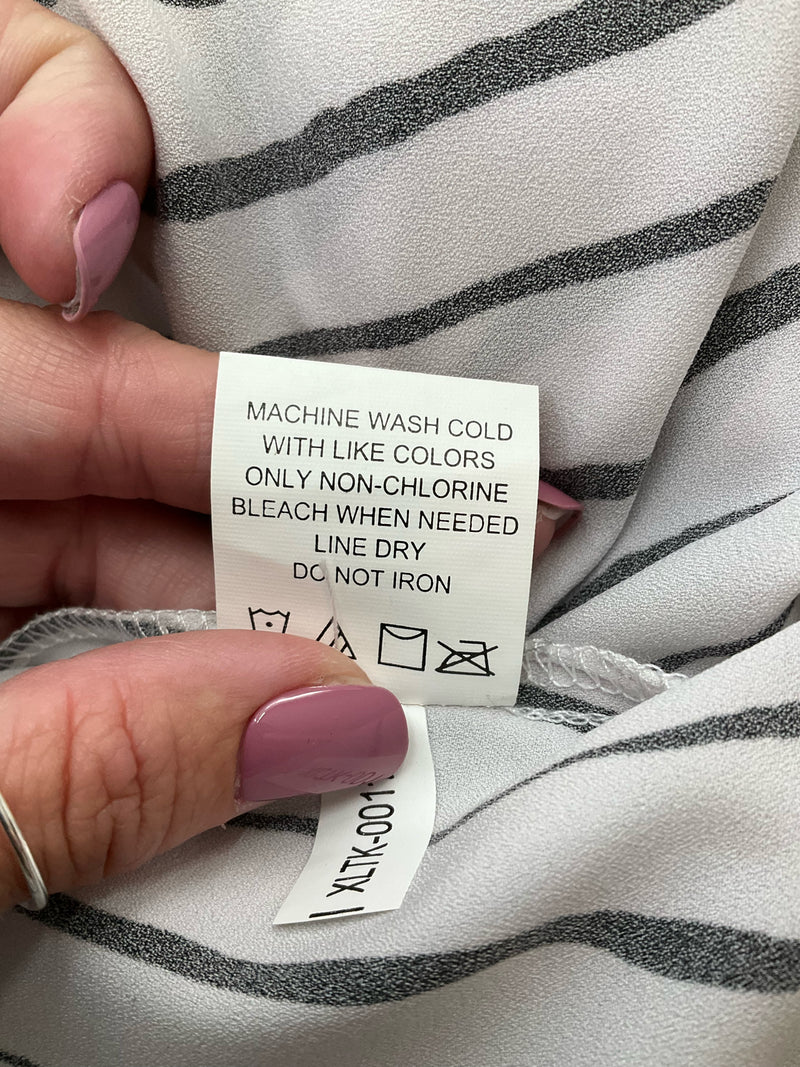 MACHINE WASH COLD
WITH LIKE COLORS
ONLY NON-CHLORINE
BLEACH WHEN NEEDED
LINE DRY
DO NOT IRON
XLTK-001